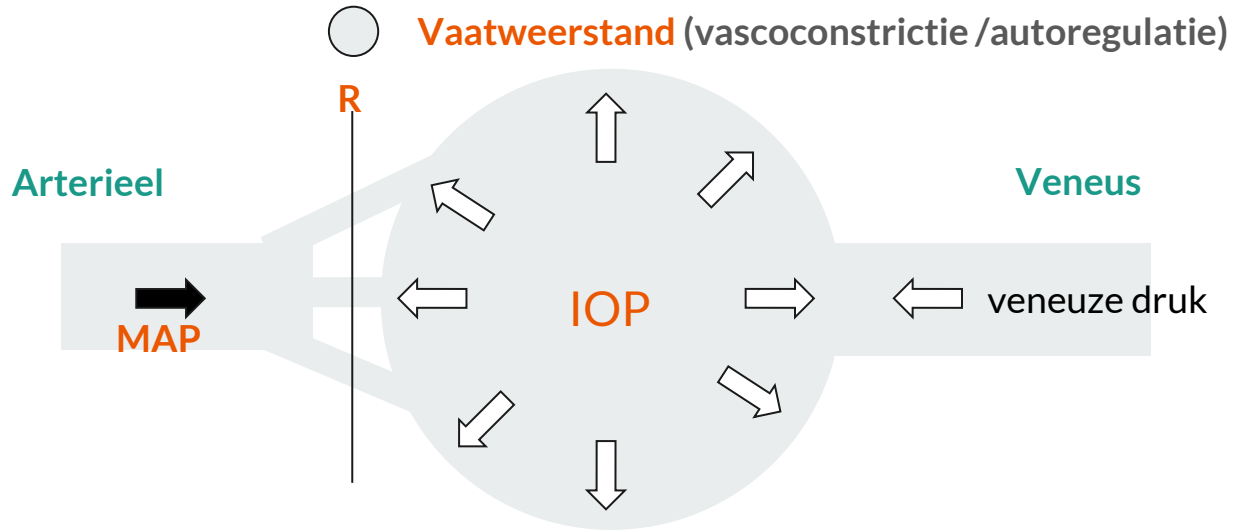 Vaatweerstand (vascoconstrictie /autoregulatie)
R
Arterieel
Veneus
IOP
veneuze druk
MAP